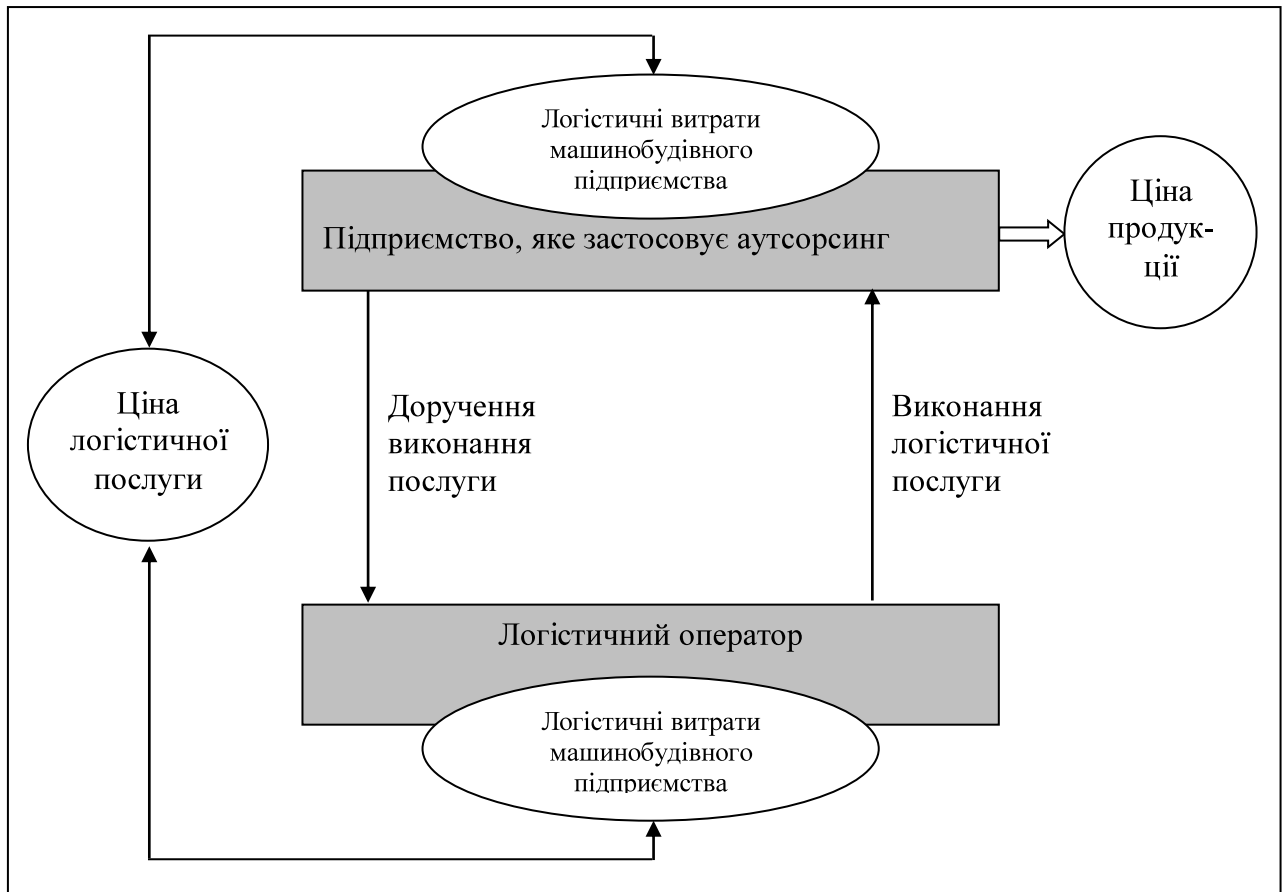 Логістичні витрати
машинобудівного
підприємства
Підприємство, яке застосовує аутсорсинг
Ціна
продук-
ції
Ціна
логістичної
послуги
Доручення
виконання
послуги
Виконання
логістичної
послуги
Логістичний оператор
Логістичні витрати
машинобудівного
підприємства